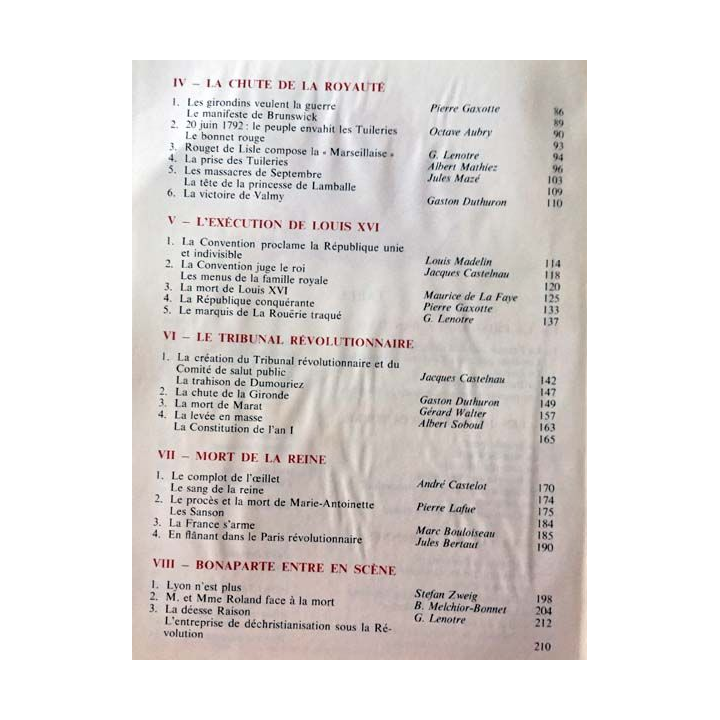 IV – LA CHUTE DE LA ROYAUTÉ
1. Les girondins veulent la guerre Pierre Gaxotte 86
Le manifeste de Brunswick 89
2. 20 juin 1792 : le peuple envahit les Tuileries Octave Aubry 90
Le bonnet rouge 93
3. Rouget de Lisle compose la « Marseillaise » G. Lenotre 94
4. La prise des Tuileries Albert Mathiez 96
5. Les massacres de Septembre Jules Mazé 103
La tête de la princesse de Lamballe 109
6. La victoire de Valmy Gaston Duthuron 110
V – L'EXÉCUTION DE LOUIS XVI
1. La Convention proclame la République unie
et indivisible Louis Madelin 114
2. La Convention juge le roi Jacques Castelnau 118
Les menus de la famille royale 120
3. La mort de Louis XVI Maurice de La Faye 125
4. La République conquérante Pierre Gaxotte 133
5. Le marquis de La Rouërie traqué G. Lenotre 137
VI – LE TRIBUNAL RÉVOLUTIONNAIRE
1. La création du Tribunal révolutionnaire et du
Comité de salut public Jacques Castelnau 142
La trahison de Dumouriez 147
2. La chute de la Gironde Gaston Duthuron 149
3. La mort de Marat Gérard Walter 157
4. La levée en masse Albert Soboul 163
La Constitution de l'an I 165
VII – MORT DE LA REINE
1. Le complot de l'œillet André Castelot 170
Le sang de la reine 174
2. Le procès et la mort de Marie-Antoinette Pierre Lafue 175
Les Sanson 184
3. La France s'arme Marc Bouloiseau 185
4. En flânant dans le Paris révolutionnaire Jules Bertaut 190
VIII – BONAPARTE ENTRE EN SCÈNE
1. Lyon n'est plus Stefan Zweig 198
2. M. et Mme Roland face à la mort B. Melchior-Bonnet 204
3. La déesse Raison G. Lenotre 212
L'entreprise de déchristianisation sous la Ré-
volution 210